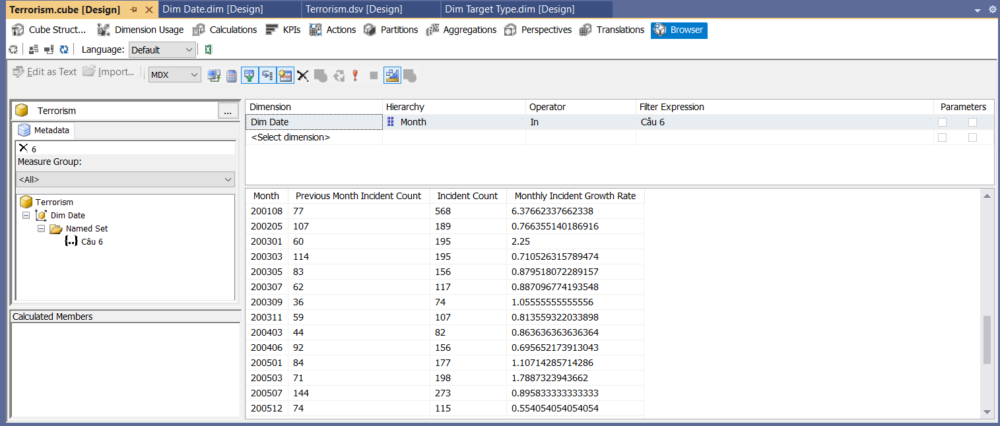 Terrorism.cube [Design] Dim Date.dim [Design] Terrorism.dsv [Design] Dim Target Type.dim [Design]
Cube Struct... Dimension Usage Calculations KPIs Actions Partitions Aggregations Perspectives Translations Browser
Language: Default
Edit as Text Import... MDX
Terrorism ...
Metadata
6
Measure Group:
<All>
Terrorism
Dim Date
Named Set
Câu 6
Calculated Members
Dimension Hierarchy Operator Filter Expression Parameters
Dim Date Month In Câu 6
<Select dimension>
Month Previous Month Incident Count Incident Count Monthly Incident Growth Rate
200108 77 568 6.37662337662338
200205 107 189 0.766355140186916
200301 60 195 2.25
200303 114 195 0.710526315789474
200305 83 156 0.879518072289157
200307 62 117 0.887096774193548
200309 36 74 1.05555555555556
200311 59 107 0.813559322033898
200403 44 82 0.863636363636364
200406 92 156 0.695652173913043
200501 84 177 1.10714285714286
200503 71 198 1.7887323943662
200507 144 273 0.895833333333333
200512 74 115 0.554054054054054